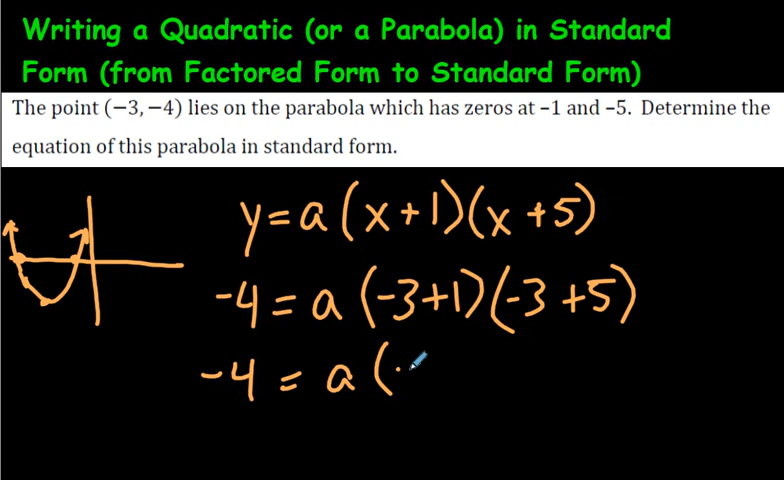 Writing a Quadratic (or a Parabola) in Standard
Form (from Factored Form to Standard Form)
The point (−3, −4) lies on the parabola which has zeros at −1 and −5. Determine the
equation of this parabola in standard form.
y = a (x + 1)(x + 5)
-4 = a (-3+1)(-3 +5)
-4 = a (